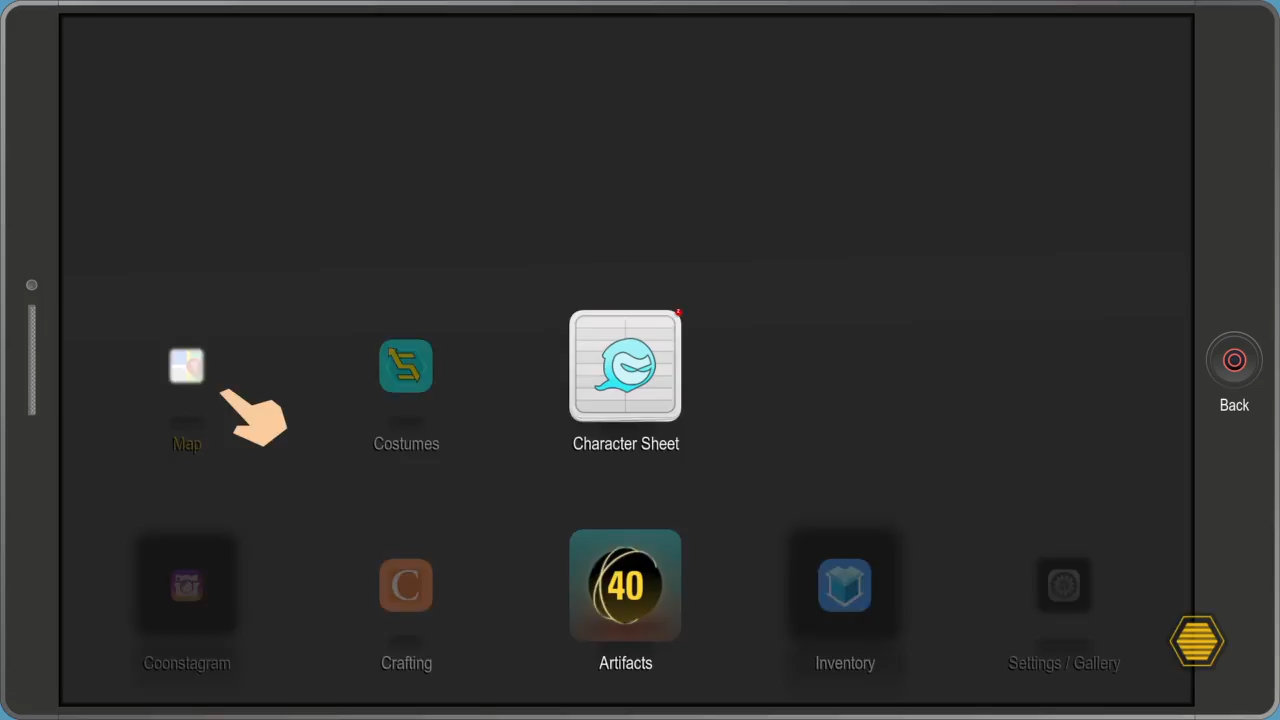 Map
Costumes
Character Sheet
Back
C
40
Coonstagram
Crafting
Artifacts
Inventory
Settings / Gallery